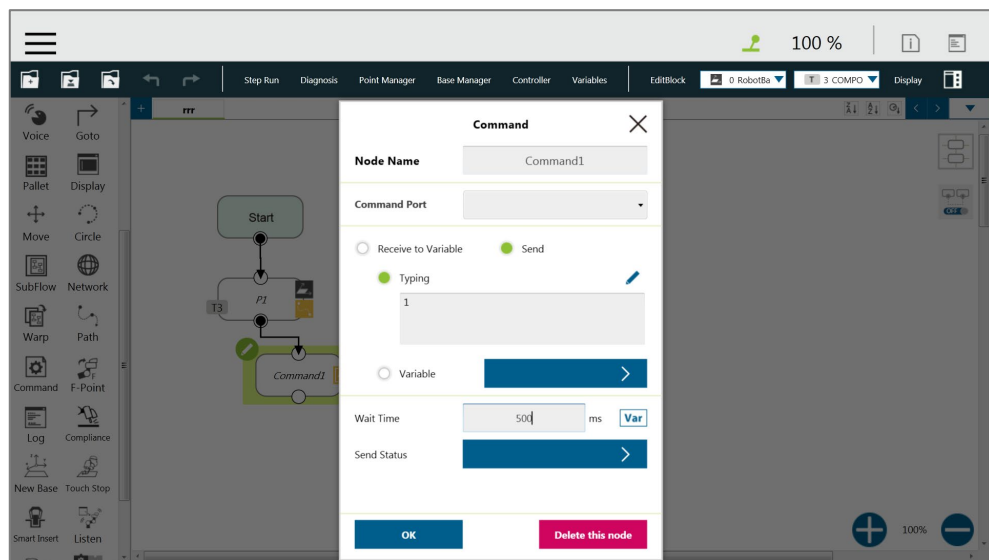 100 %
Step Run Diagnosis Point Manager Base Manager Controller Variables EditBlock 0 RobotBa T 3 COMPO Display
+ rrr
Voice Goto
Pallet Display
Move Circle
SubFlow Network
Warp Path
Command F-Point
Log Compliance
New Base Touch Stop
Smart Insert Listen
Start
P1
T3
Command1
Command
Node Name Command1
Command Port
Receive to Variable Send
Typing
1
Variable
Wait Time 500 ms Var
Send Status
OK Delete this node
OFF
100%